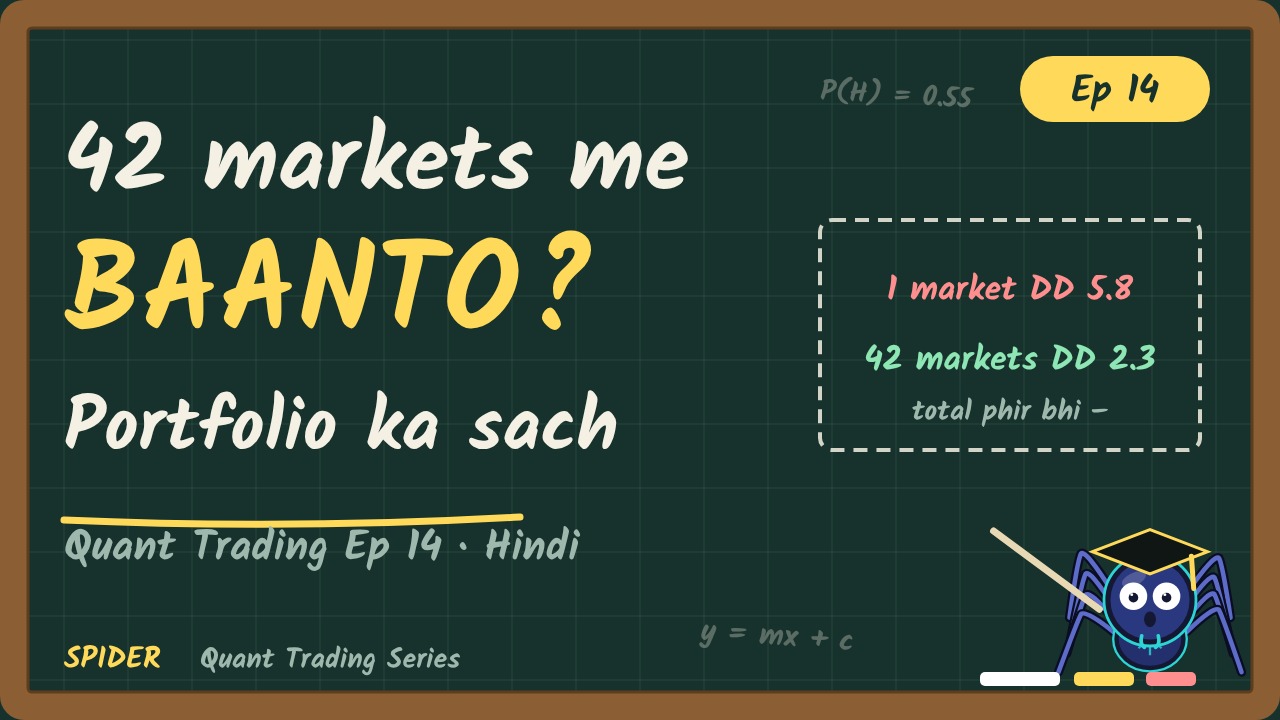 P(H) = 0.55
Ep 14
42 markets me
BAANTO?
Portfolio ka sach
1 market DD 5.8
42 markets DD 2.3
total phir bhi −
Quant Trading Ep 14 · Hindi
y = mx + c
SPIDER Quant Trading Series